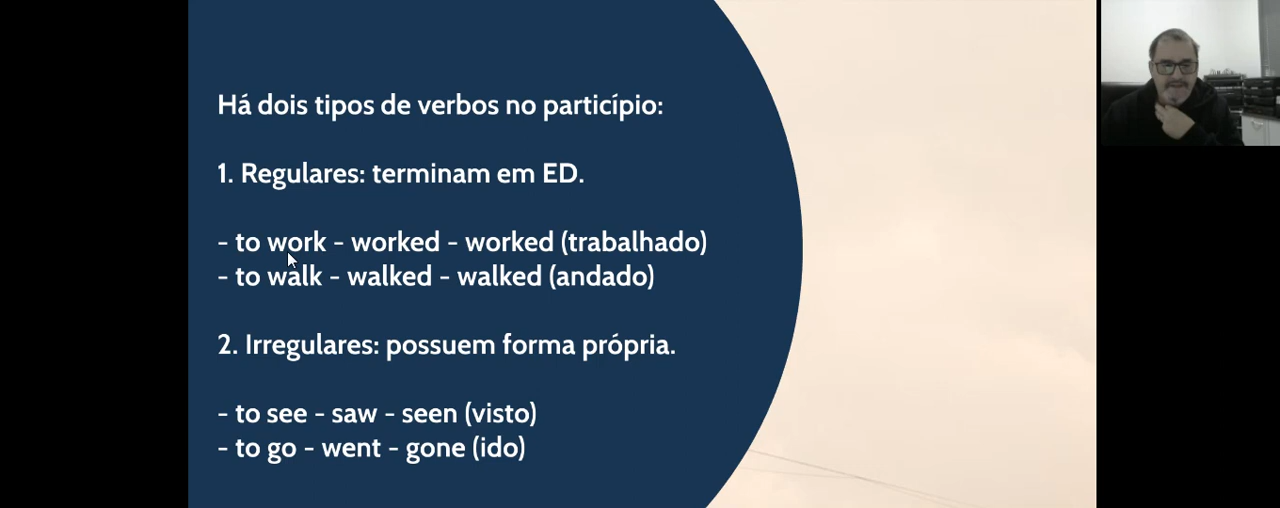 Há dois tipos de verbos no particípio:
1. Regulares: terminam em ED.
- to work - worked - worked (trabalhado)
- to walk - walked - walked (andado)
2. Irregulares: possuem forma própria.
- to see - saw - seen (visto)
- to go - went - gone (ido)